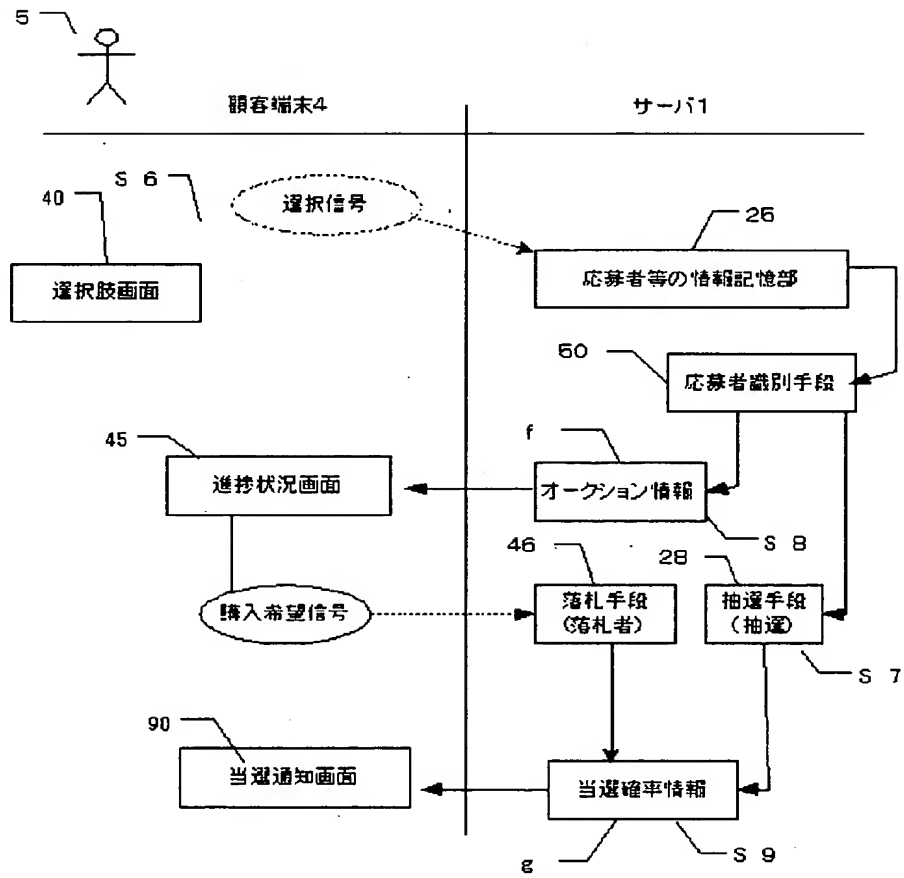 5
顧客端末4
サーバ1
S 6
40
選択信号
26
選択肢画面
応募者等の情報記憶部
50
応募者識別手段
45
f
進捗状況画面
オークション情報
S 8
46
28
購入希望信号
落札手段
(落札者)
抽選手段
(抽選)
S 7
90
当選通知画面
当選確率情報
g
S 9